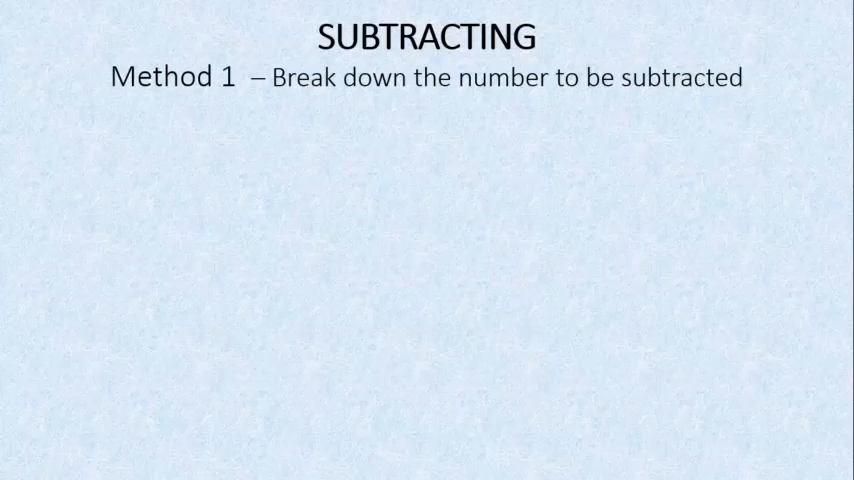 SUBTRACTING
Method 1 – Break down the number to be subtracted